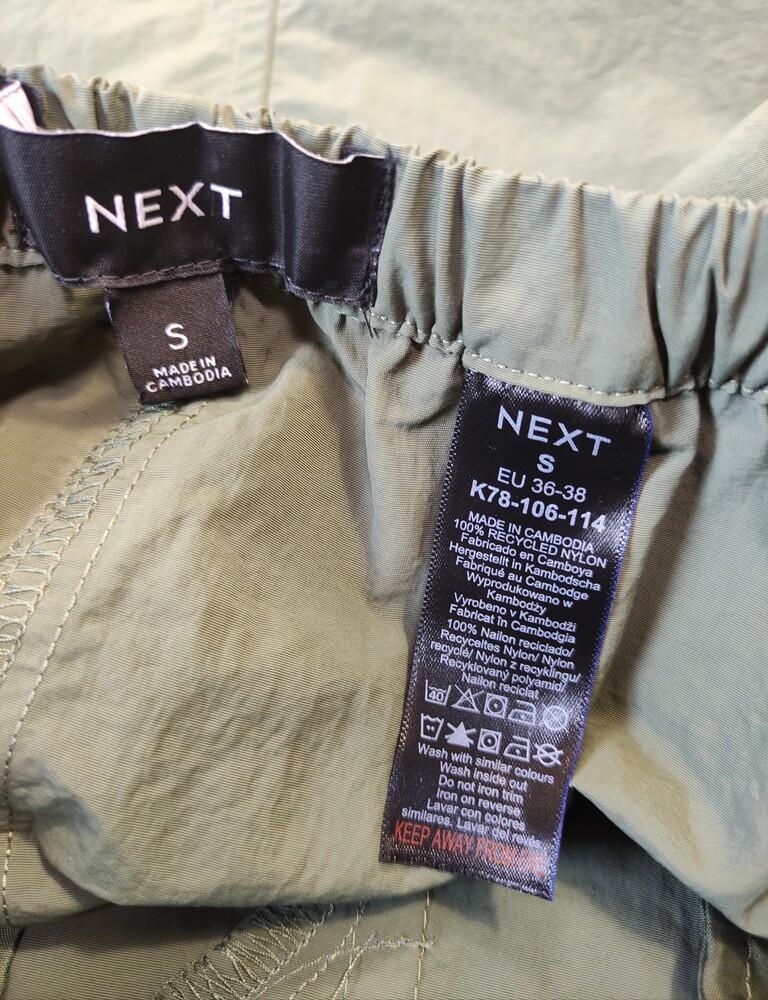 NEXT
S
MADE IN
CAMBODIA
NEXT
S
EU 36-38
K78-106-114
MADE IN CAMBODIA
100% RECYCLED NYLON
Fabricado en Camboya
Hergestellt in Kambodscha
Fabriqué au Cambodge
Wyprodukowano w
Kambodży
Vyrobeno v Kambodži
Fabricat în Cambodgia
100% Nailon reciclado/
Recyceltes Nylon/ Nylon
recyclé/ Nylon z recyklingu/
Recyklovaný polyamid/
Nailon reciclat
40
Wash with similar colours
Wash inside out
Do not iron trim
Iron on reverse
Lavar con colores
similares. Lavar del revés.
KEEP AWAY FROM FIRE